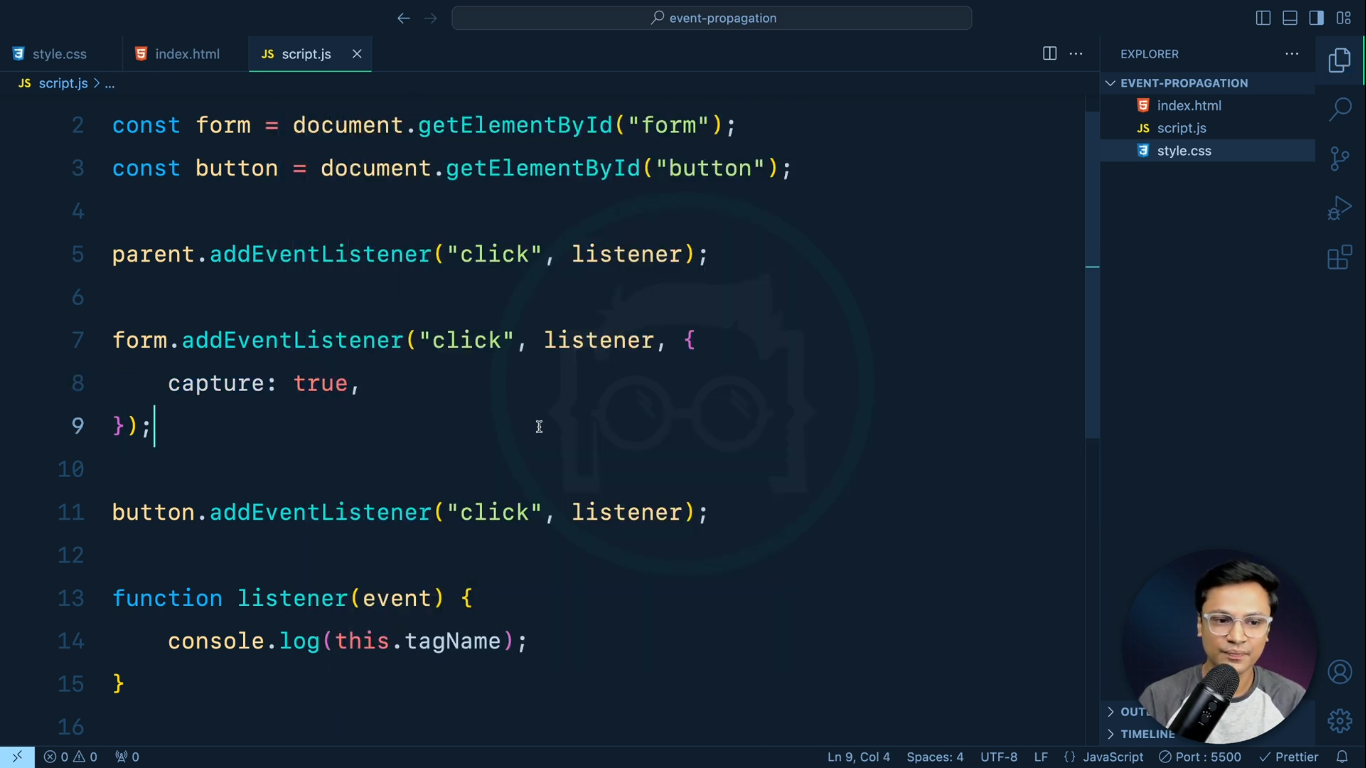 event-propagation
style.css
index.html
JS script.js
EXPLORER
JS script.js > ...
EVENT-PROPAGATION
index.html
JS script.js
style.css
2 const form = document.getElementById("form");
3 const button = document.getElementById("button");
4
5 parent.addEventListener("click", listener);
6
7 form.addEventListener("click", listener, {
8 capture: true,
9 });
10
11 button.addEventListener("click", listener);
12
13 function listener(event) {
14 console.log(this.tagName);
15 }
16
OUT
TIMELINE
0 0 0 Ln 9, Col 4 Spaces: 4 UTF-8 LF {} JavaScript Port : 5500 Prettier